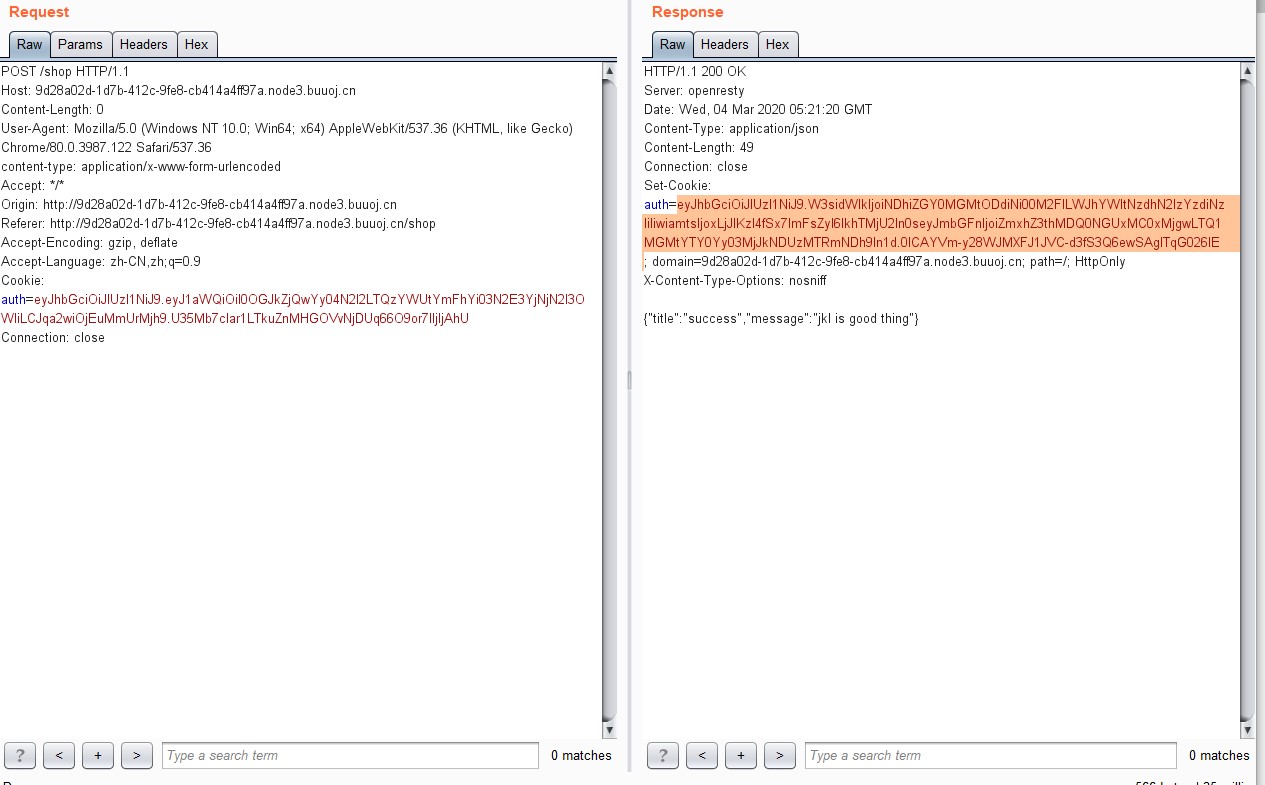 Request
Raw Params Headers Hex
POST /shop HTTP/1.1
Host: 9d28a02d-1d7b-412c-9fe8-cb414a4ff97a.node3.buuoj.cn
Content-Length: 0
User-Agent: Mozilla/5.0 (Windows NT 10.0; Win64; x64) AppleWebKit/537.36 (KHTML, like Gecko)
Chrome/80.0.3987.122 Safari/537.36
content-type: application/x-www-form-urlencoded
Accept: */*
Origin: http://9d28a02d-1d7b-412c-9fe8-cb414a4ff97a.node3.buuoj.cn
Referer: http://9d28a02d-1d7b-412c-9fe8-cb414a4ff97a.node3.buuoj.cn/shop
Accept-Encoding: gzip, deflate
Accept-Language: zh-CN,zh;q=0.9
Cookie:
auth=
Connection: close
? < + > Type a search term 0 matches
Response
Raw Headers Hex
HTTP/1.1 200 OK
Server: openresty
Date: Wed, 04 Mar 2020 05:21:20 GMT
Content-Type: application/json
Content-Length: 49
Connection: close
Set-Cookie:
auth=
; domain=9d28a02d-1d7b-412c-9fe8-cb414a4ff97a.node3.buuoj.cn; path=/; HttpOnly
X-Content-Type-Options: nosniff
{"title":"success","message":"jkl is good thing"}
? < + > Type a search term 0 matches